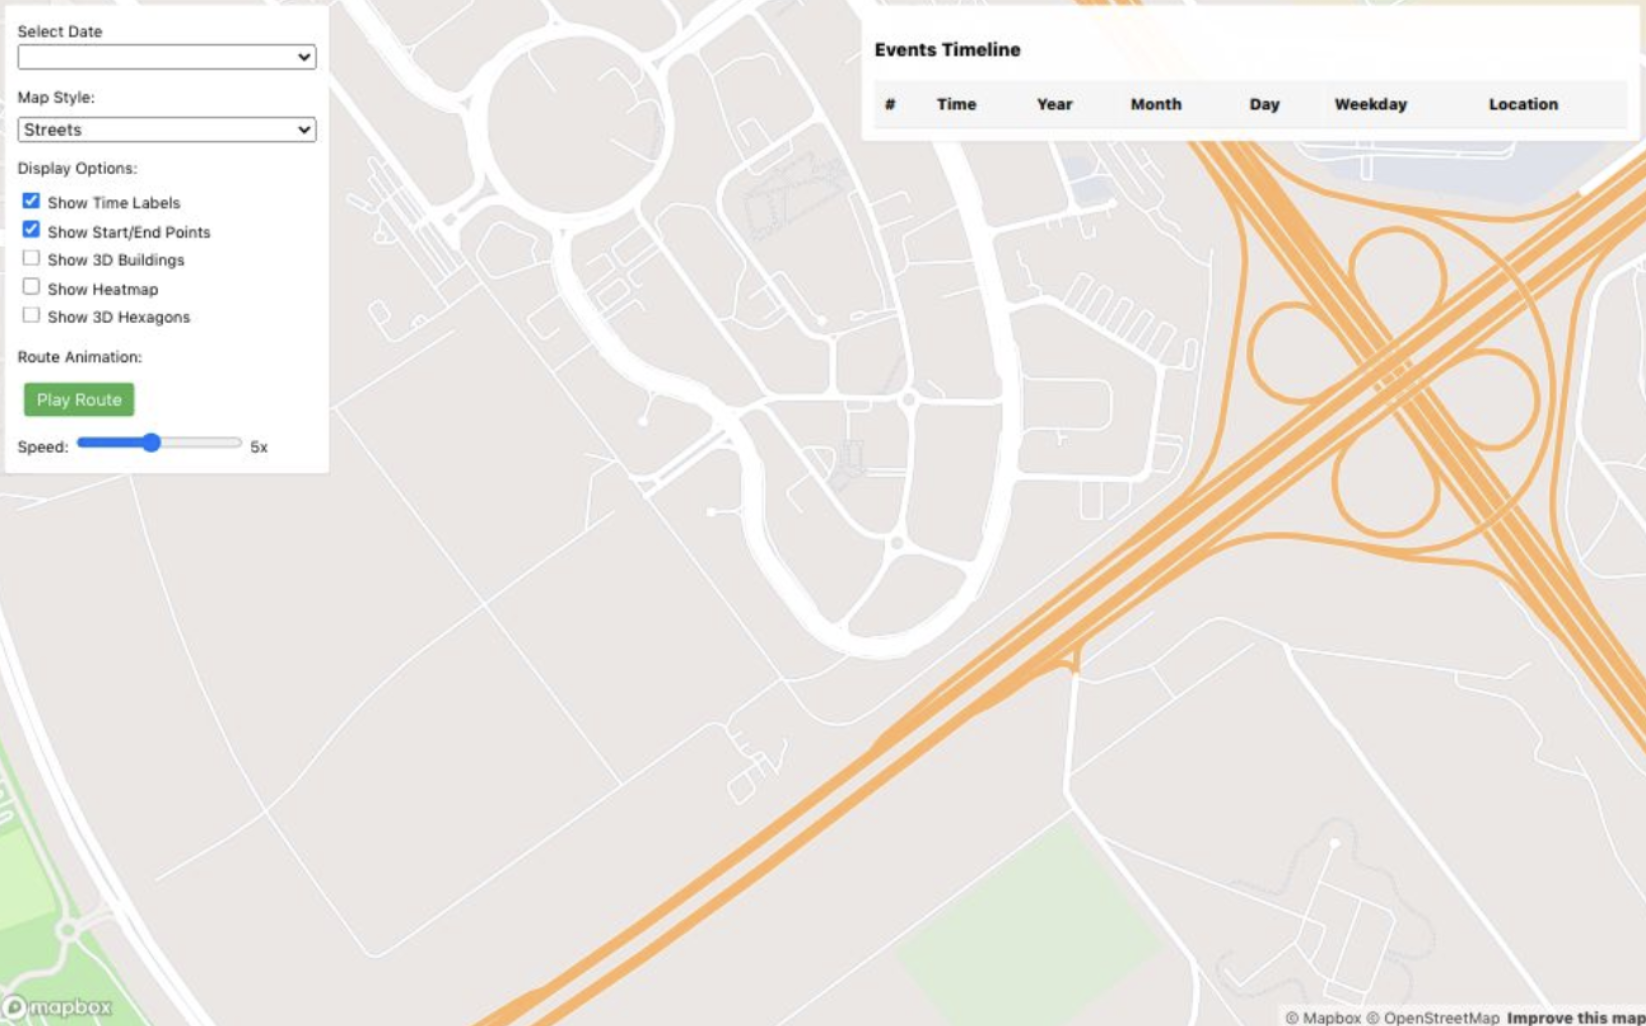 Select Date
Map Style:
Streets
Display Options:
Show Time Labels
Show Start/End Points
Show 3D Buildings
Show Heatmap
Show 3D Hexagons
Route Animation:
Play Route
Speed: 5x
Events Timeline
# Time Year Month Day Weekday Location
mapbox
© Mapbox © OpenStreetMap Improve this map